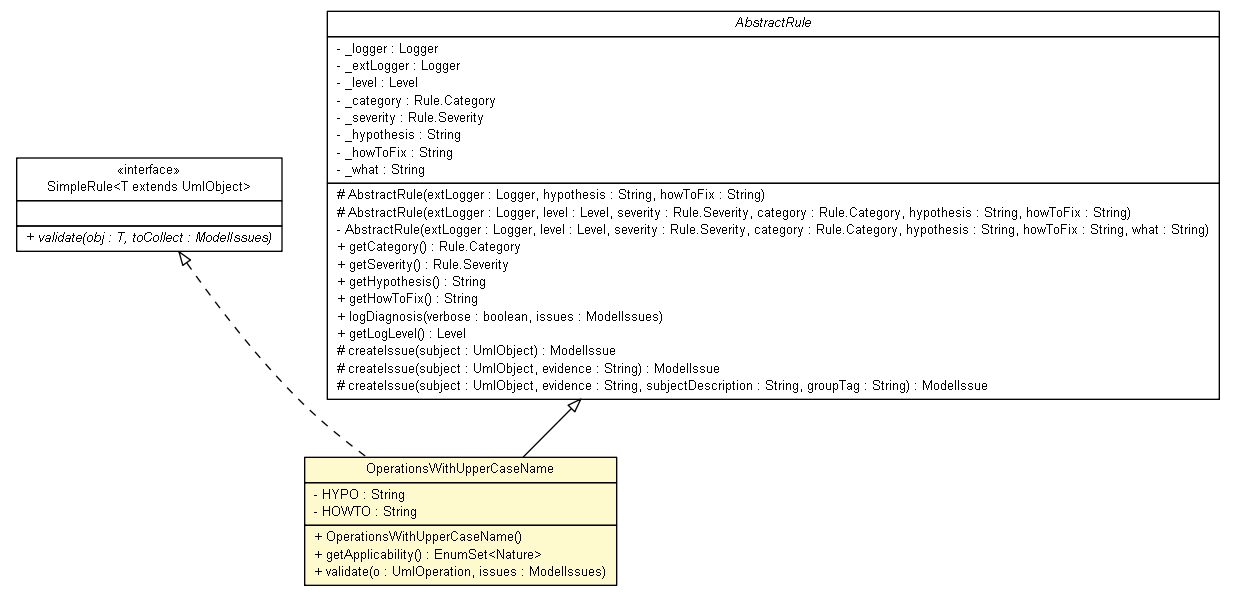 AbstractRule
- _logger : Logger
- _extLogger : Logger
- _level : Level
- _category : Rule.Category
- _severity : Rule.Severity
- _hypothesis : String
- _howToFix : String
- _what : String
# AbstractRule(extLogger : Logger, hypothesis : String, howToFix : String)
# AbstractRule(extLogger : Logger, level : Level, severity : Rule.Severity, category : Rule.Category, hypothesis : String, howToFix : String)
- AbstractRule(extLogger : Logger, level : Level, severity : Rule.Severity, category : Rule.Category, hypothesis : String, howToFix : String, what : String)
+ getCategory() : Rule.Category
+ getSeverity() : Rule.Severity
+ getHypothesis() : String
+ getHowToFix() : String
+ logDiagnosis(verbose : boolean, issues : ModelIssues)
+ getLogLevel() : Level
# createIssue(subject : UmlObject) : ModelIssue
# createIssue(subject : UmlObject, evidence : String) : ModelIssue
# createIssue(subject : UmlObject, evidence : String, subjectDescription : String, groupTag : String) : ModelIssue
«interface»
SimpleRule<T extends UmlObject>
+ validate(obj : T, toCollect : ModelIssues)
OperationsWithUpperCaseName
- HYPO : String
- HOWTO : String
+ OperationsWithUpperCaseName()
+ getApplicability() : EnumSet<Nature>
+ validate(o : UmlOperation, issues : ModelIssues)